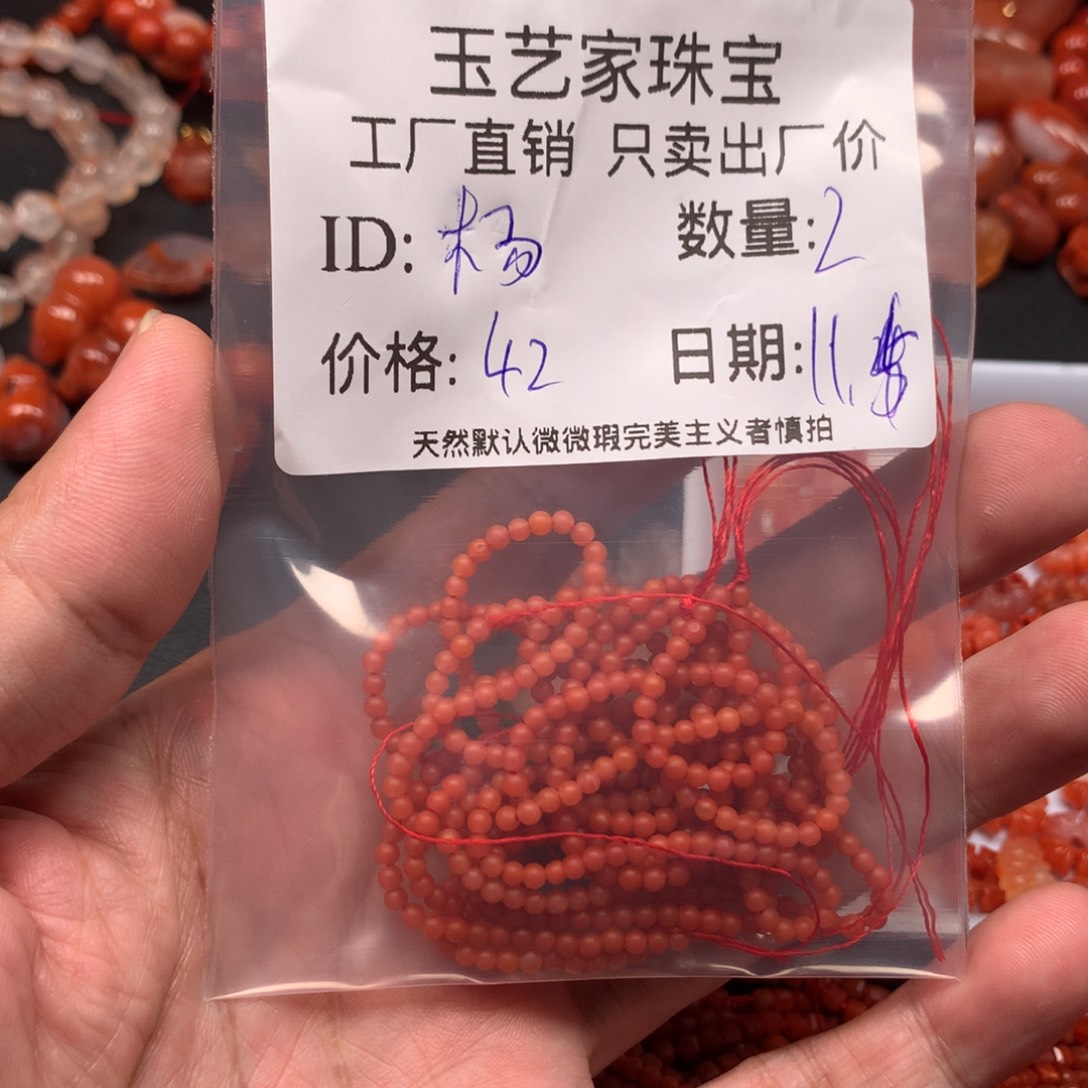 玉艺家珠宝
工厂直销 只卖出厂价
ID: 杨 数量: 2
价格: 42 日期: 11.
天然默认微微瑕完美主义者慎拍